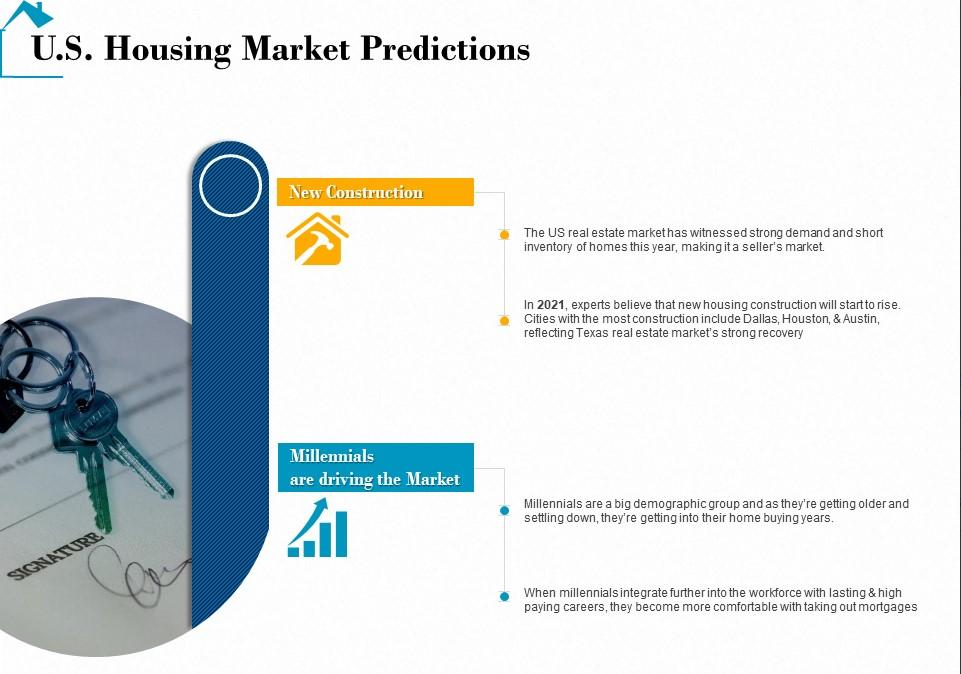 U.S. Housing Market Predictions
New Construction
The US real estate market has witnessed strong demand and short
inventory of homes this year, making it a seller's market.
In 2021, experts believe that new housing construction will start to rise.
Cities with the most construction include Dallas, Houston, & Austin,
reflecting Texas real estate market's strong recovery
Millennials
are driving the Market
Millennials are a big demographic group and as they're getting older and
settling down, they're getting into their home buying years.
When millennials integrate further into the workforce with lasting & high
paying careers, they become more comfortable with taking out mortgages
SIGNATURE